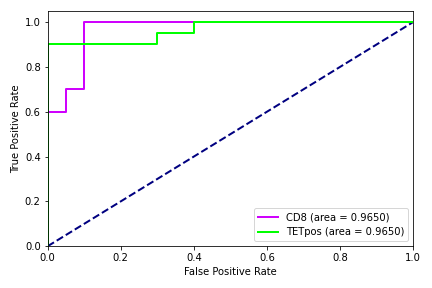 1.0
0.8
0.6
0.4
0.2
0.0
True Positive Rate
CD8 (area = 0.9650)
TETpos (area = 0.9650)
0.0 0.2 0.4 0.6 0.8 1.0
False Positive Rate